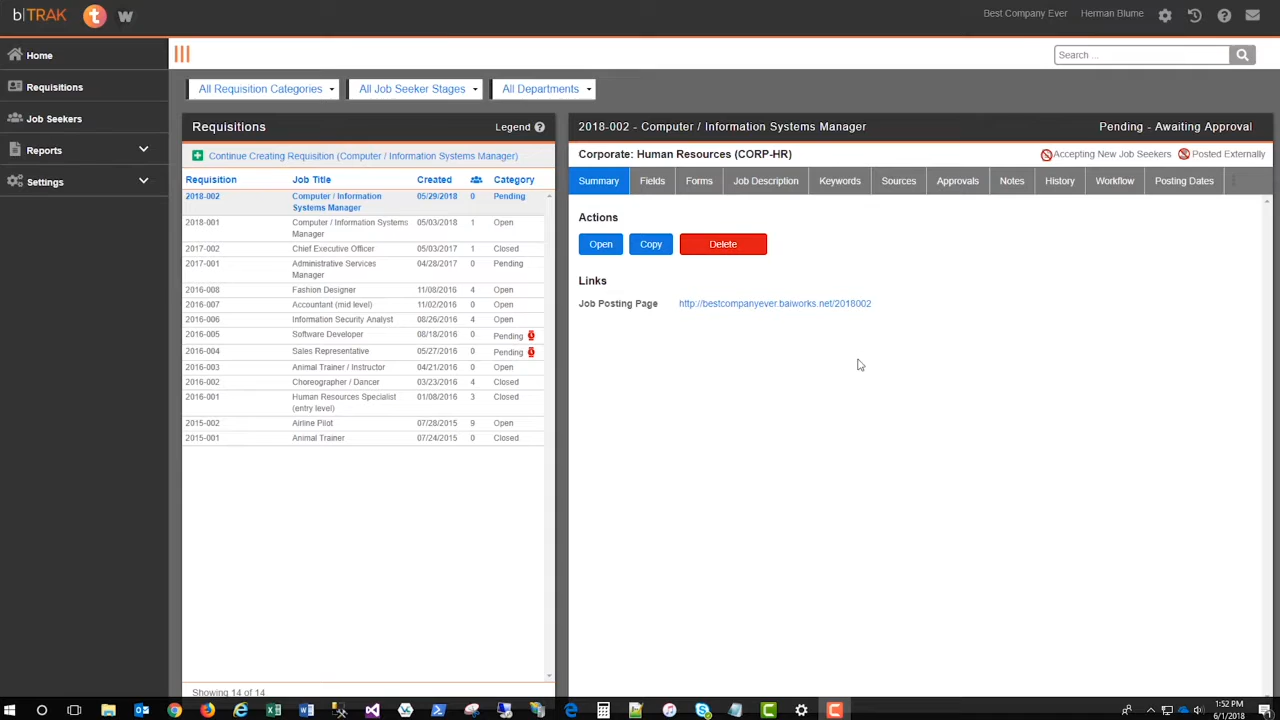 b|TRAK t W Best Company Ever Herman Blume
Home
Requisitions
Job Seekers
Reports
Settings
Search ...
All Requisition Categories All Job Seeker Stages All Departments
Requisitions Legend
Continue Creating Requisition (Computer / Information Systems Manager)
Requisition Job Title Created Category
2018-002 Computer / Information Systems Manager 05/29/2018 0 Pending
2018-001 Computer / Information Systems Manager 05/03/2018 1 Open
2017-002 Chief Executive Officer 05/03/2017 1 Closed
2017-001 Administrative Services Manager 04/28/2017 0 Pending
2016-008 Fashion Designer 11/08/2016 4 Open
2016-007 Accountant (mid level) 11/02/2016 0 Open
2016-006 Information Security Analyst 08/26/2016 4 Open
2016-005 Software Developer 08/18/2016 0 Pending
2016-004 Sales Representative 05/27/2016 0 Pending
2016-003 Animal Trainer / Instructor 04/21/2016 0 Open
2016-002 Choreographer / Dancer 03/23/2016 4 Closed
2016-001 Human Resources Specialist (entry level) 01/08/2016 3 Closed
2015-002 Airline Pilot 07/28/2015 9 Open
2015-001 Animal Trainer 07/24/2015 0 Closed
Showing 14 of 14
2018-002 - Computer / Information Systems Manager Pending - Awaiting Approval
Corporate: Human Resources (CORP-HR) Accepting New Job Seekers Posted Externally
Summary Fields Forms Job Description Keywords Sources Approvals Notes History Workflow Posting Dates
Actions
Open Copy Delete
Links
Job Posting Page http://bestcompanyever.baiworks.net/2018002
1:52 PM
6/1/2018